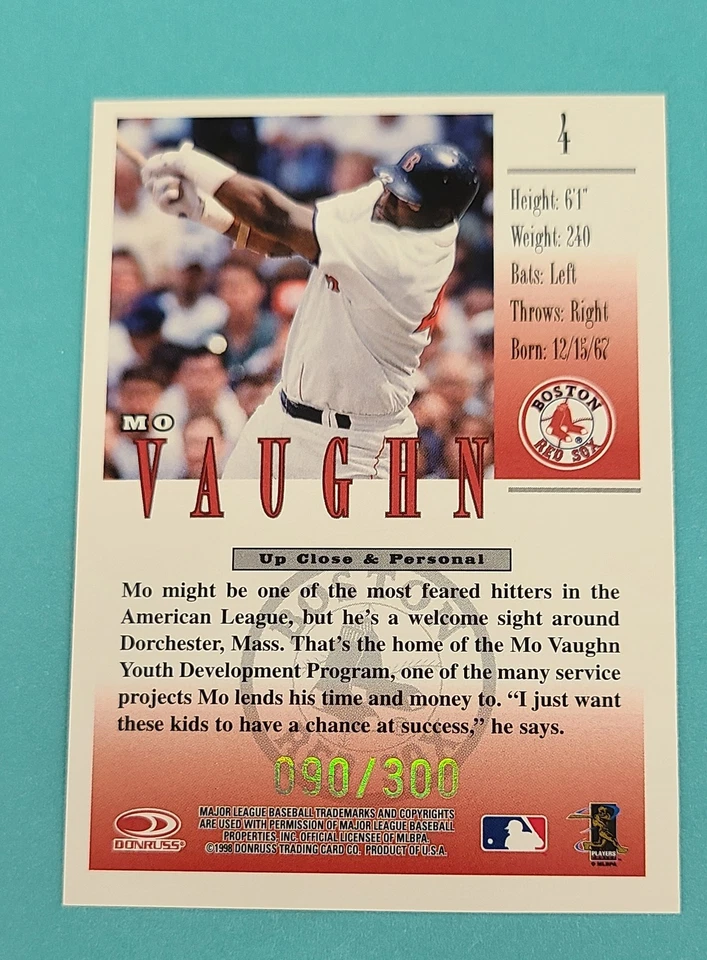 4
Height: 6'1"
Weight: 240
Bats: Left
Throws: Right
Born: 12/15/67
B
BOSTON
RED SOX
®
MO
VAUGHN
Up Close & Personal
BOSTON
Mo might be one of the most feared hitters in the
American League, but he's a welcome sight around
Dorchester, Mass. That's the home of the Mo Vaughn
Youth Development Program, one of the many service
projects Mo lends his time and money to. “I just want
these kids to have a chance at success,” he says.
090/300
DONRUSS®
MAJOR LEAGUE BASEBALL TRADEMARKS AND COPYRIGHTS
ARE USED WITH PERMISSION OF MAJOR LEAGUE BASEBALL
PROPERTIES, INC. OFFICIAL LICENSEE OF MLBPA.
©1998 DONRUSS TRADING CARD CO. PRODUCT OF U.S.A.
PLAYERS
© MLBPA